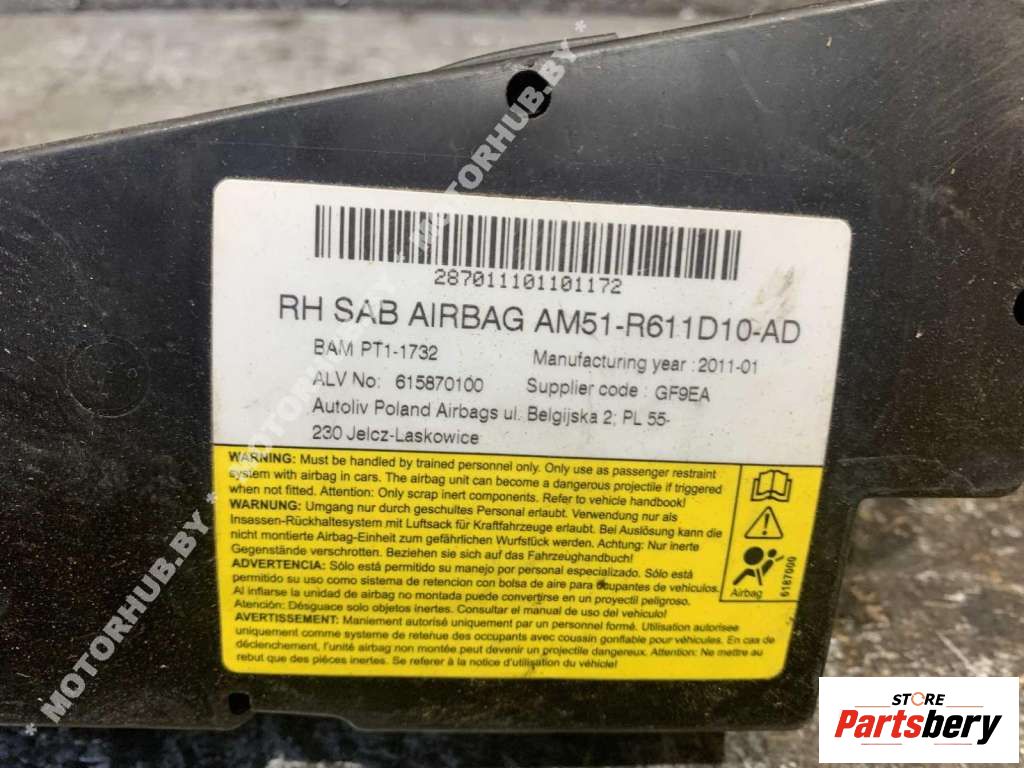 287011101101172
RH SAB AIRBAG AM51-R611D10-AD
BAM PT1-1732 Manufacturing year : 2011-01
ALV No: 615870100 Supplier code : GF9EA
Autoliv Poland Airbags ul. Belgijska 2; PL 55-
230 Jelcz-Laskowice
WARNING: Must be handled by trained personnel only. Only use as passenger restraint
system with airbag in cars. The airbag unit can become a dangerous projectile if triggered
when not fitted. Attention: Only scrap inert components. Refer to vehicle handbook!
WARNUNG: Umgang nur durch geschultes Personal erlaubt. Verwendung nur als
Insassen-Rückhaltesystem mit Luftsack für Kraftfahrzeuge erlaubt. Bei Auslösung kann die
nicht montierte Airbag-Einheit zum gefährlichen Wurfstück werden. Achtung: Nur inerte
Gegenstände verschrotten. Beziehen sie sich auf das Fahrzeughandbuch!
ADVERTENCIA: Sólo está permitido su manejo por personal especializado. Sólo está
permitido su uso como sistema de retencion con bolsa de aire para ocupantes de vehiculos.
Al inflarse la unidad de airbag no montada puede convertirse en un proyectil peligroso.
Atención: Désguace solo objetos inertes. Consultar el manual de uso del vehiculo!
AVERTISSEMENT: Maniement autorisé uniquement par un personnel formé. Utilisation autorisee
uniquement comme systeme de retenue des occupants avec coussin gonflable pour véhicules. En cas de
déclenchement, l'unité airbag non montée peut devenir un projectile dangereux. Attention: Ne mettre au
rebut que des pièces inertes. Se referer à la notice d'utilisation du véhicule!
Airbag
6187000
* MOTORHUB.BY * MOTORHUB.BY *
STORE
Partsbery